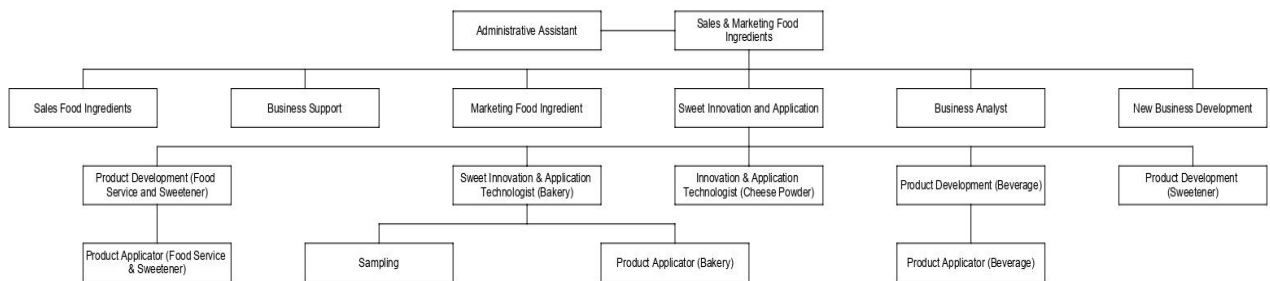 Administrative Assistant
Sales & Marketing Food
Ingredients
Sales Food Ingredients
Business Support
Marketing Food Ingredient
Sweet Innovation and Application
Business Analyst
New Business Development
Product Development (Food
Service and Sweetener)
Sweet Innovation & Application
Technologist (Bakery)
Innovation & Application
Technologist (Cheese Powder)
Product Development (Beverage)
Product Development
(Sweetener)
Product Applicator (Food Service
& Sweetener)
Sampling
Product Applicator (Bakery)
Product Applicator (Beverage)